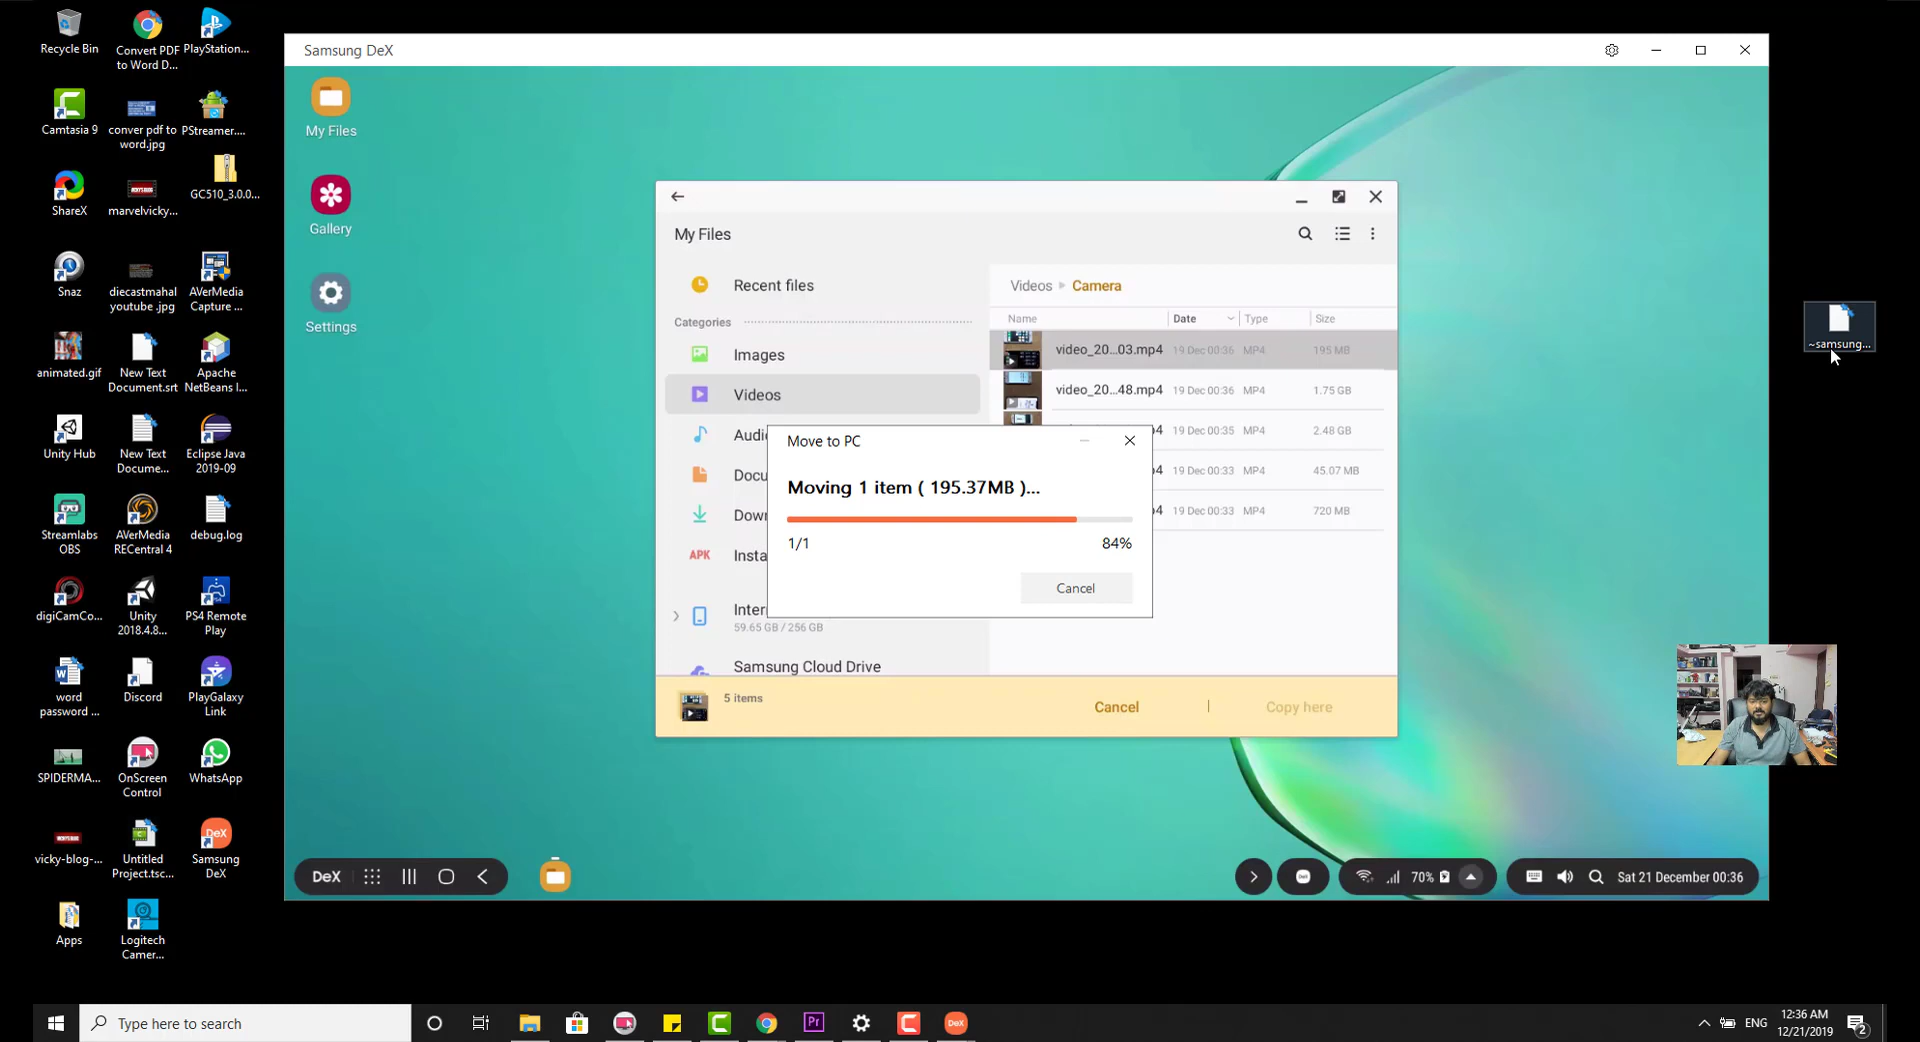 Recycle Bin
Convert PDF
to Word D...
PlayStation...
Camtasia 9
conver pdf to
word.jpg
PStreamer....
ShareX
marvelvicky...
GC510_3.0.0...
Snaz
diecastmahal
youtube .jpg
AVerMedia
Capture ...
animated.gif
New Text
Document.srt
Apache
NetBeans I...
Unity Hub
New Text
Docume...
Eclipse Java
2019-09
Streamlabs
OBS
AVerMedia
RECentral 4
debug.log
digiCamCo...
Unity
2018.4.8...
PS4 Remote
Play
word
password ...
Discord
PlayGalaxy
Link
SPIDERMA...
OnScreen
Control
WhatsApp
vicky-blog-...
Untitled
Project.tsc...
DeX
Samsung
DeX
Apps
Logitech
Camer...
Samsung DeX
My Files
Gallery
Settings
My Files
Recent files
Categories
Images
Videos
Audi
Docu
Down
APK Insta
Inter
59.65 GB / 256 GB
Samsung Cloud Drive
Videos Camera
Name Date Type Size
video_20...03.mp4 19 Dec 00:36 MP4 195 MB
video_20...48.mp4 19 Dec 00:36 MP4 1.75 GB
p4 19 Dec 00:35 MP4 2.48 GB
p4 19 Dec 00:33 MP4 45.07 MB
p4 19 Dec 00:33 MP4 720 MB
Move to PC
Moving 1 item ( 195.37MB )...
1/1 84%
Cancel
5 items
Cancel | Copy here
~samsung...
DeX
70%
Sat 21 December 00:36
Type here to search
Pr
DeX
ENG
12:36 AM
12/21/2019
2